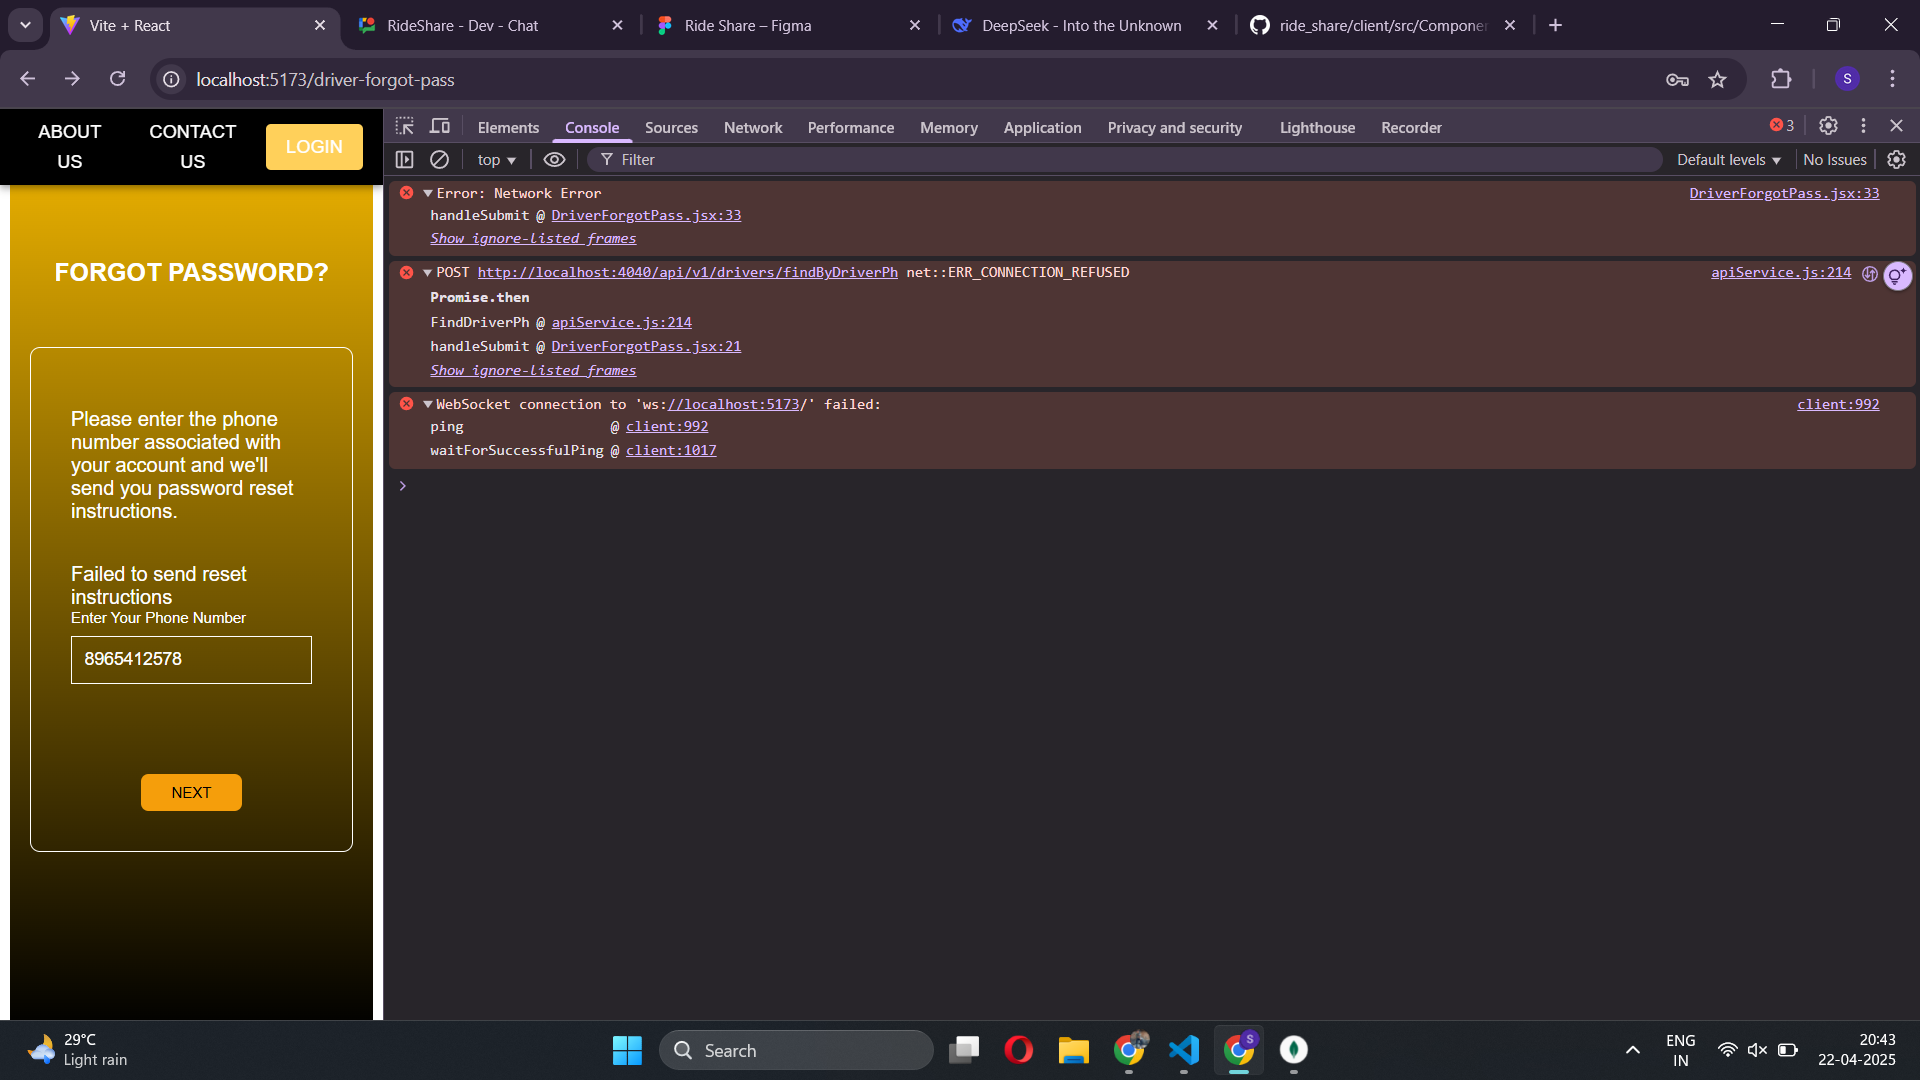 Vite + React
RideShare - Dev - Chat
Ride Share – Figma
DeepSeek - Into the Unknown
ride_share/client/src/Componen
localhost:5173/driver-forgot-pass
S
ABOUT US
CONTACT US
LOGIN
FORGOT PASSWORD?
Please enter the phone
number associated with
your account and we'll
send you password reset
instructions.
Failed to send reset
instructions
Enter Your Phone Number
8965412578
NEXT
Elements Console Sources Network Performance Memory Application Privacy and security Lighthouse Recorder
3
top
Filter
Default levels
No Issues
Error: Network Error DriverForgotPass.jsx:33
handleSubmit @ DriverForgotPass.jsx:33
Show ignore-listed frames
POST http://localhost:4040/api/v1/drivers/findByDriverPh net::ERR_CONNECTION_REFUSED apiService.js:214
Promise.then
FindDriverPh @ apiService.js:214
handleSubmit @ DriverForgotPass.jsx:21
Show ignore-listed frames
WebSocket connection to 'ws://localhost:5173/' failed: client:992
ping @ client:992
waitForSuccessfulPing @ client:1017
29°C
Light rain
Search
S
ENG
IN
20:43
22-04-2025